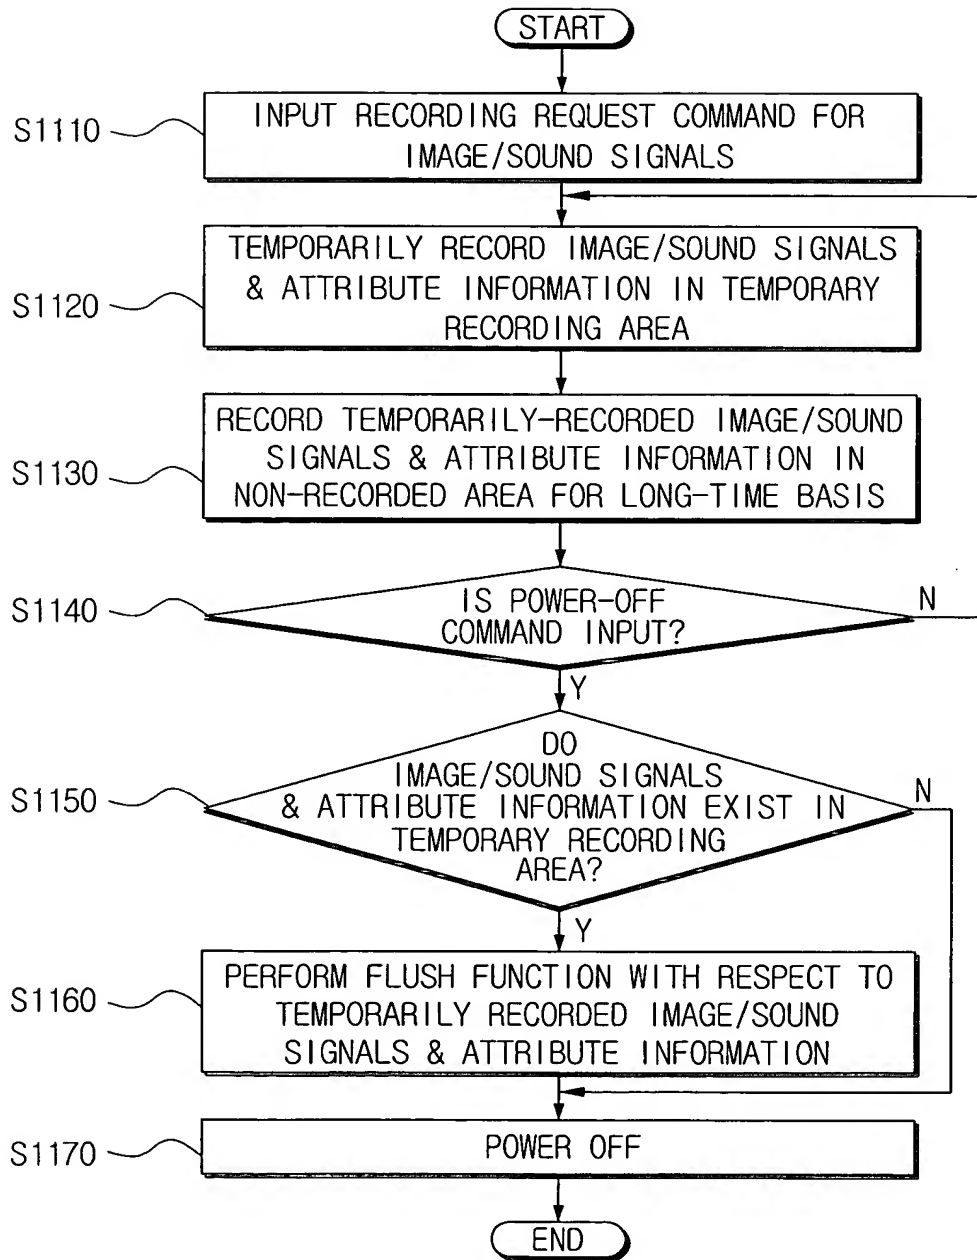 START
S1110
INPUT RECORDING REQUEST COMMAND FOR
IMAGE/SOUND SIGNALS
S1120
TEMPORARILY RECORD IMAGE/SOUND SIGNALS
& ATTRIBUTE INFORMATION IN TEMPORARY
RECORDING AREA
S1130
RECORD TEMPORARILY-RECORDED IMAGE/SOUND
SIGNALS & ATTRIBUTE INFORMATION IN
NON-RECORDED AREA FOR LONG-TIME BASIS
S1140
IS POWER-OFF
COMMAND INPUT?
N
Y
S1150
DO
IMAGE/SOUND SIGNALS
& ATTRIBUTE INFORMATION EXIST IN
TEMPORARY RECORDING
AREA?
N
Y
S1160
PERFORM FLUSH FUNCTION WITH RESPECT TO
TEMPORARILY RECORDED IMAGE/SOUND
SIGNALS & ATTRIBUTE INFORMATION
S1170
POWER OFF
END